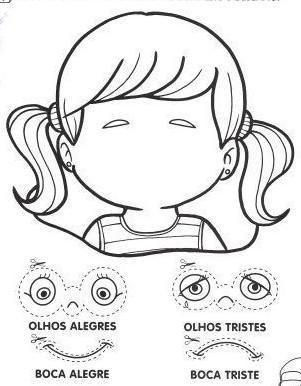 OLHOS ALEGRES
OLHOS TRISTES
BOCA ALEGRE
BOCA TRISTE